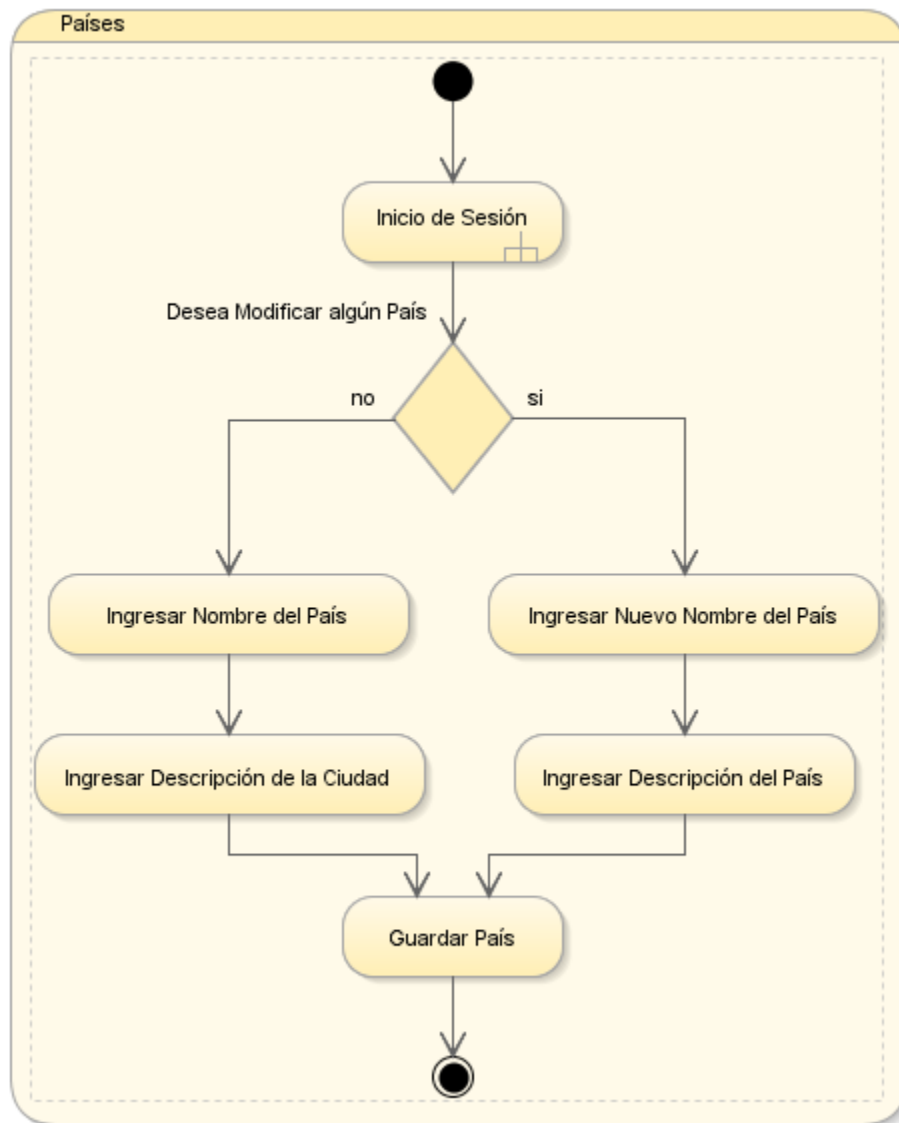 Países
Inicio de Sesión
Desea Modificar algún País
no
si
Ingresar Nombre del País
Ingresar Nuevo Nombre del País
Ingresar Descripción de la Ciudad
Ingresar Descripción del País
Guardar País